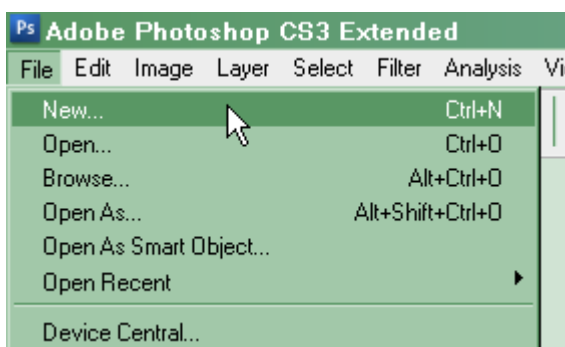 Ps Adobe Photoshop CS3 Extended
File Edit Image Layer Select Filter Analysis
New... Ctrl+N
Open... Ctrl+O
Browse... Alt+Ctrl+O
Open As... Alt+Shift+Ctrl+O
Open As Smart Object...
Open Recent
Device Central...